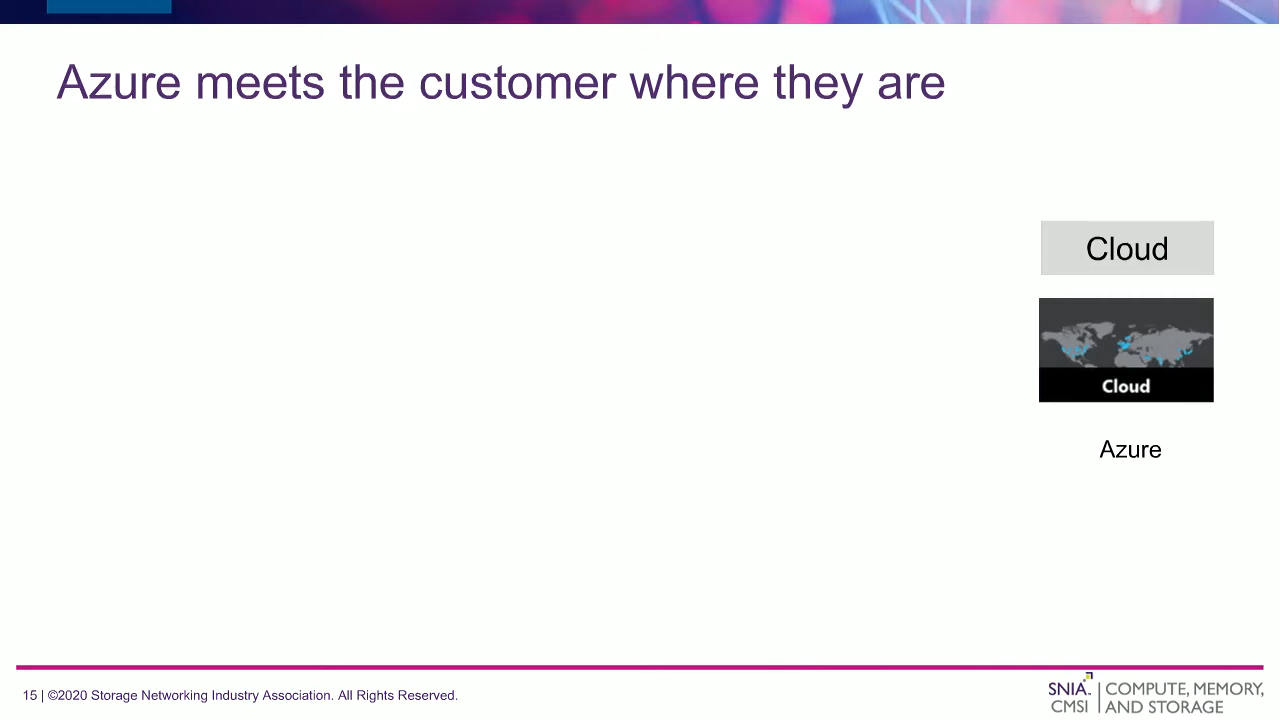 Azure meets the customer where they are
Cloud
Cloud
Azure
15 | ©2020 Storage Networking Industry Association. All Rights Reserved.
SNIA. | COMPUTE, MEMORY,
CMSI | AND STORAGE